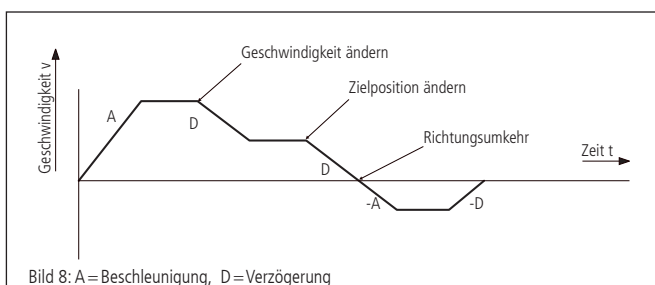 Geschwindigkeit ändern
Geschwindigkeit v
Zielposition ändern
A
D
Richtungsumkehr
Zeit t
D
-A
-D
Bild 8: A=Beschleunigung, D=Verzögerung